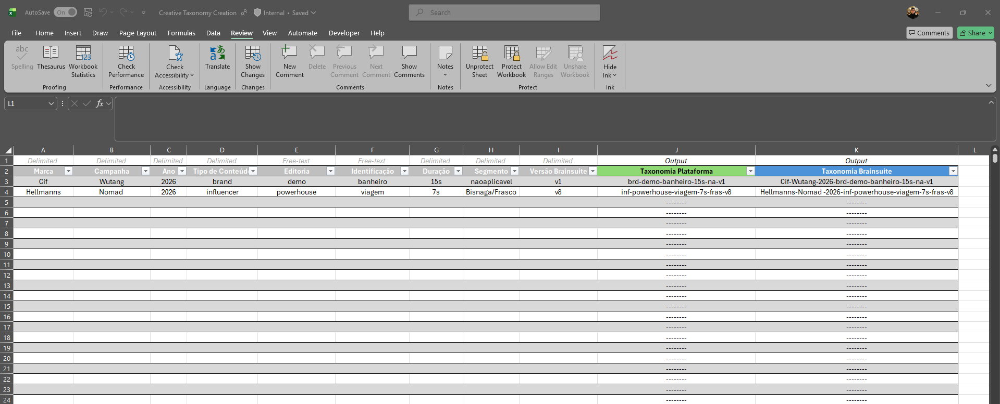 AutoSave On Creative Taxonomy Creation Internal • Saved Search
File Home Insert Draw Page Layout Formulas Data Review View Automate Developer Help Comments Share
abc 123
Spelling Thesaurus Workbook Statistics Check Performance Check Accessibility Translate Show Changes New Comment Delete Previous Comment Next Comment Show Comments Notes Unprotect Sheet Protect Workbook Allow Edit Ranges Unshare Workbook Hide Ink
Proofing Performance Accessibility Language Changes Comments Notes Protect Ink
L1 fx
A B C D E F G H I J K L
1 Delimited Delimited Delimited Delimited Free-text Free-text Delimited Delimited Delimited Output Output
2 Marca Campanha Ano Tipo de Conteúd Editoria Identificação Duração Segmento Versão Brainsuite Taxonomia Plataforma Taxonomia Brainsuite
3 Cif Wutang 2026 brand demo banheiro 15s naoaplicavel v1 brd-demo-banheiro-15s-na-v1 Cif-Wutang-2026-brd-demo-banheiro-15s-na-v1
4 Hellmanns Nomad 2026 influencer powerhouse viagem 7s Bisnaga/Frasco v8 inf-powerhouse-viagem-7s-fras-v8 Hellmanns-Nomad -2026-inf-powerhouse-viagem-7s-fras-v8
5 -------- --------
6 -------- --------
7 -------- --------
8 -------- --------
9 -------- --------
10 -------- --------
11 -------- --------
12 -------- --------
13 -------- --------
14 -------- --------
15 -------- --------
16 -------- --------
17 -------- --------
18 -------- --------
19 -------- --------
20 -------- --------
21 -------- --------
22 -------- --------
23 -------- --------
24 -------- --------